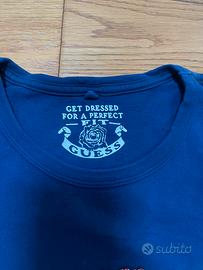 GET DRESSED
FOR A PERFECT
FIT
GUESS
subito